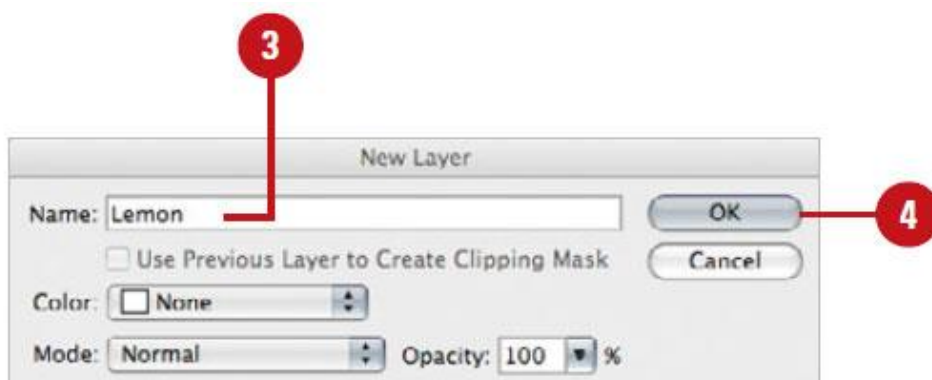 3
New Layer
Name: Lemon
OK
4
Use Previous Layer to Create Clipping Mask
Cancel
Color: None
Mode: Normal Opacity: 100 %